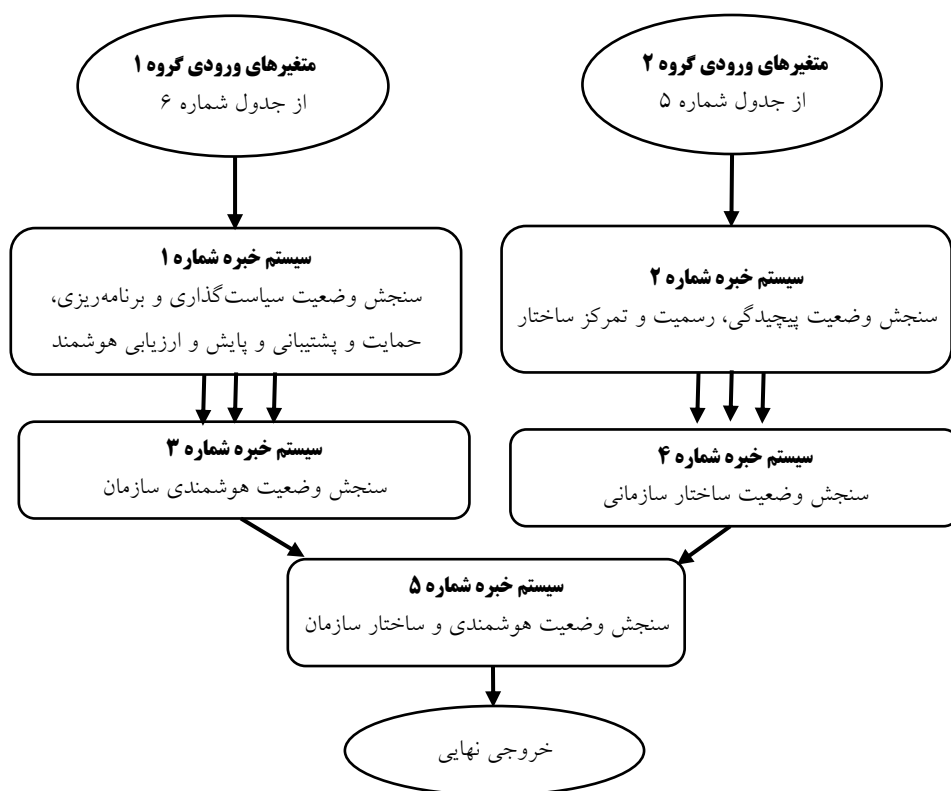 متغیرهای ورودی گروه ۲
از جدول شماره ۵
متغیرهای ورودی گروه ۱
از جدول شماره ۶
سیستم خبره شماره ۲
سنجش وضعیت پیچیدگی، رسمیت و تمرکز ساختار
سیستم خبره شماره ۱
سنجش وضعیت سیاست‌گذاری و برنامه‌ریزی،
حمایت و پشتیبانی و پایش و ارزیابی هوشمند
سیستم خبره شماره ۴
سنجش وضعیت ساختار سازمانی
سیستم خبره شماره ۳
سنجش وضعیت هوشمندی سازمان
سیستم خبره شماره ۵
سنجش وضعیت هوشمندی و ساختار سازمان
خروجی نهایی